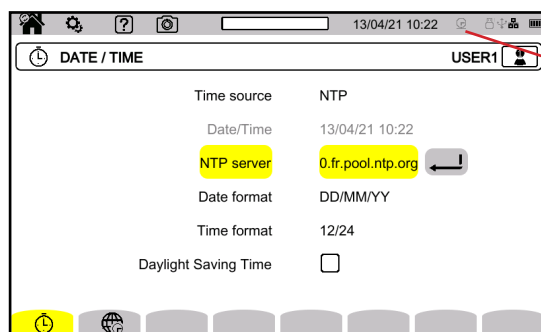 13/04/21 10:22
DATE / TIME USER1
Time source NTP
Date/Time 13/04/21 10:22
NTP server 0.fr.pool.ntp.org
Date format DD/MM/YY
Time format 12/24
Daylight Saving Time